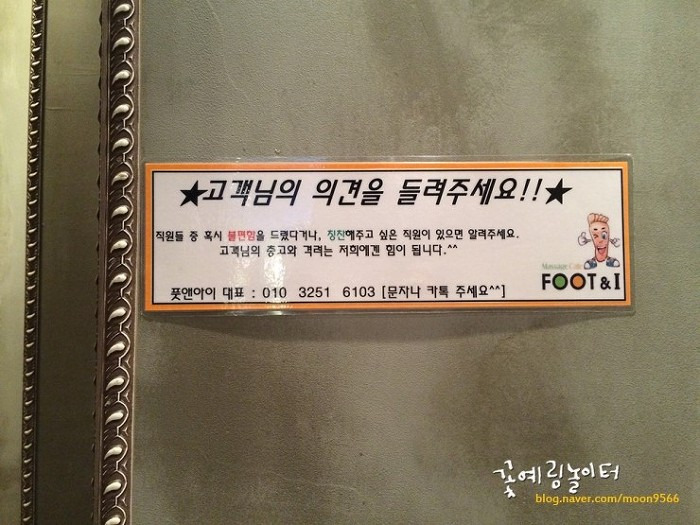 ★고객님의 의견을 들려주세요!!★
직원들 중 혹시 불편함을 드렸다거나, 칭찬해주고 싶은 직원이 있으면 알려주세요.
고객님의 충고와 격려는 저희에겐 힘이 됩니다.^^
Massage Cafe
FOOT & I
풋앤아이 대표 : 010 3251 6103 [문자나 카톡 주세요^^]
꽃예림놀이터
blog.naver.com/moon9566